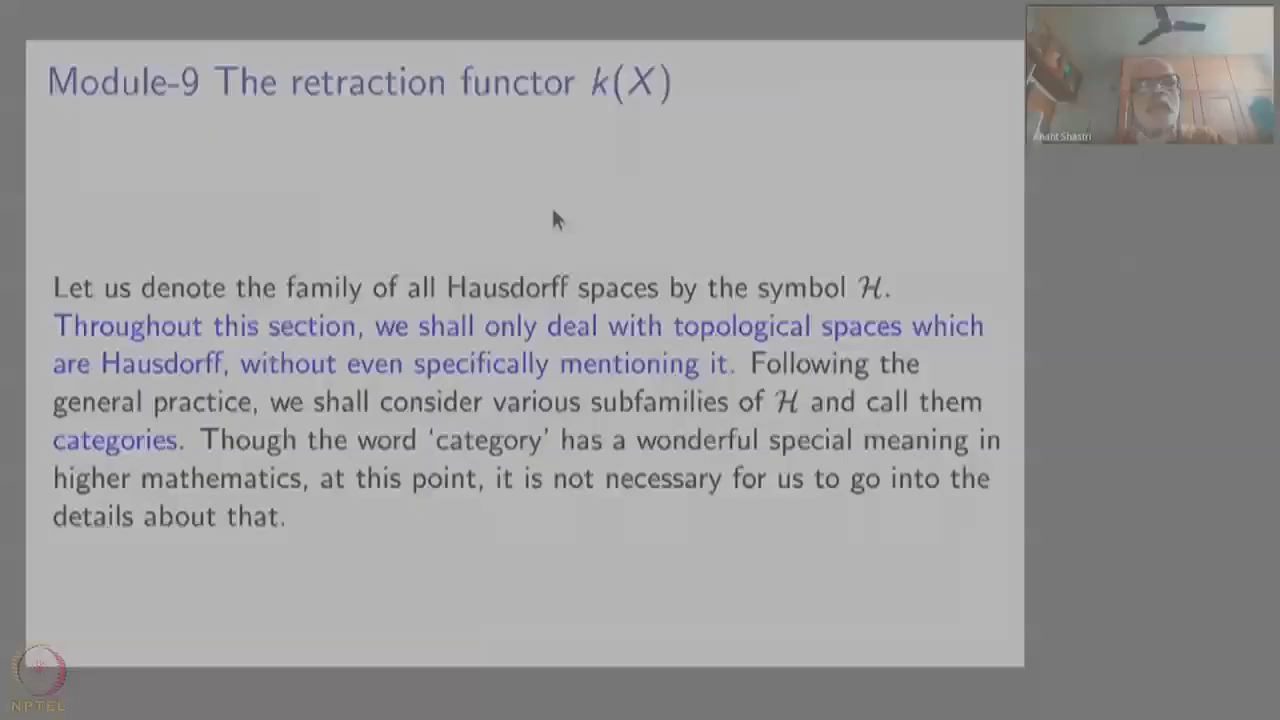 Module-9 The retraction functor k(X)
Anant Shastri
Let us denote the family of all Hausdorff spaces by the symbol ℋ.
Throughout this section, we shall only deal with topological spaces which
are Hausdorff, without even specifically mentioning it. Following the
general practice, we shall consider various subfamilies of ℋ and call them
categories. Though the word ‘category’ has a wonderful special meaning in
higher mathematics, at this point, it is not necessary for us to go into the
details about that.
NPTEL